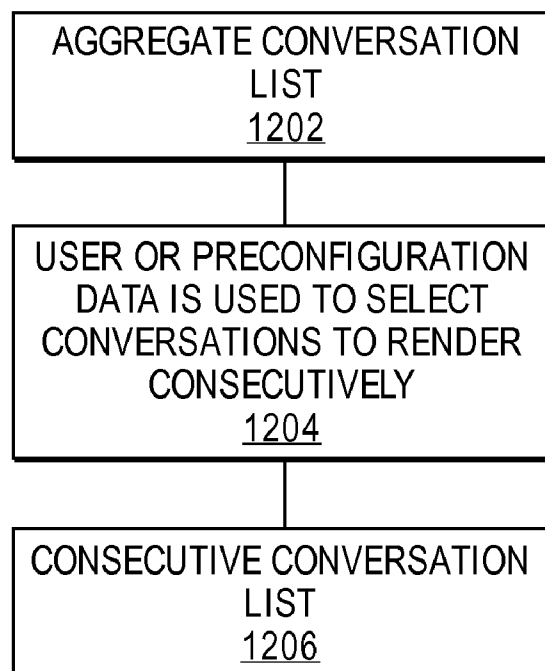 AGGREGATE CONVERSATION
LIST
1202
USER OR PRECONFIGURATION
DATA IS USED TO SELECT
CONVERSATIONS TO RENDER
CONSECUTIVELY
1204
CONSECUTIVE CONVERSATION
LIST
1206